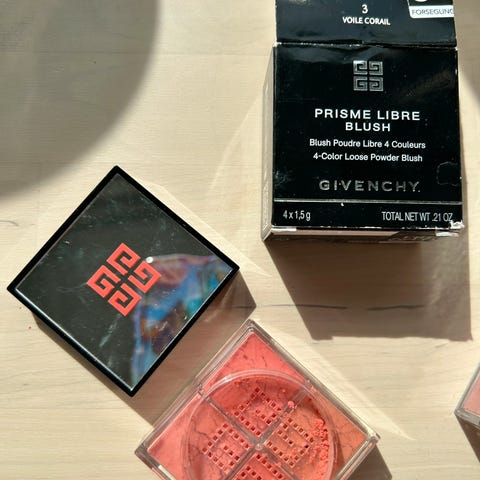 3
VOILE CORAIL
FORSEGLING
PRISME LIBRE
BLUSH
Blush Poudre Libre 4 Couleurs
4-Color Loose Powder Blush
GIVENCHY
4 x 1,5 g
TOTAL NET WT .21 OZ